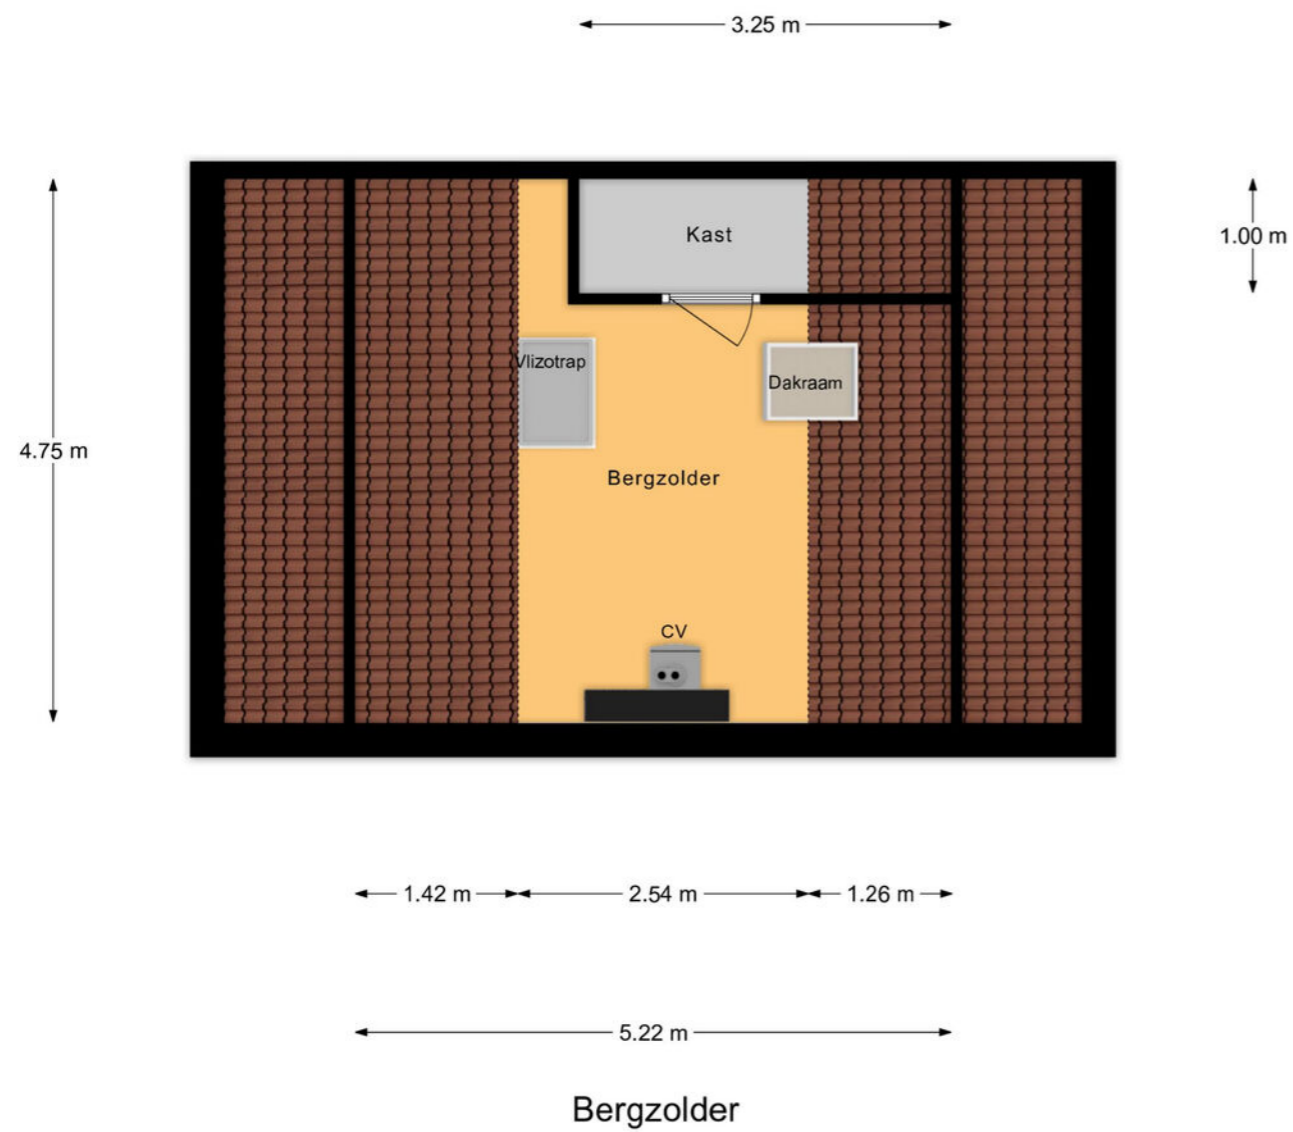 3.25 m
Kast
1.00 m
Vlizotrap
Dakraam
4.75 m
Bergzolder
CV
1.42 m
2.54 m
1.26 m
5.22 m
Bergzolder